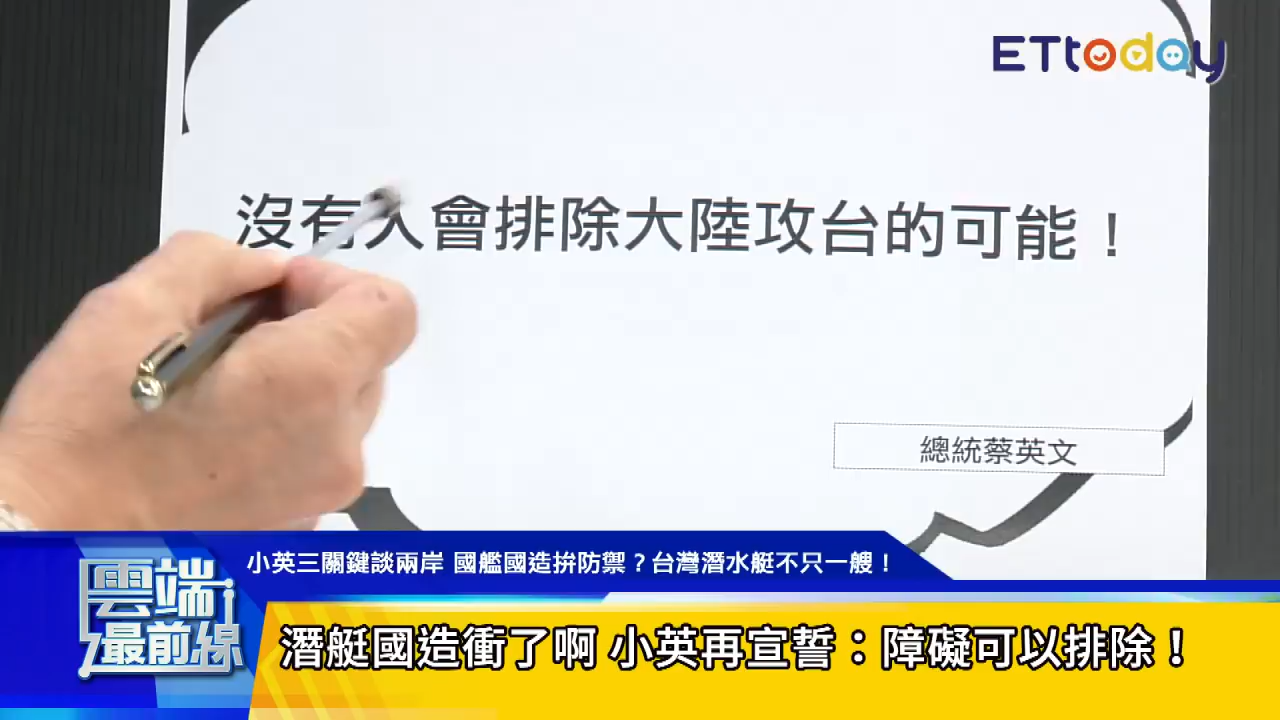 ETtoday
沒有人會排除大陸攻台的可能！
總統蔡英文
小英三關鍵談兩岸 國艦國造拚防禦？台灣潛水艇不只一艘！
雲端最前線
潛艇國造衝了啊 小英再宣誓：障礙可以排除！